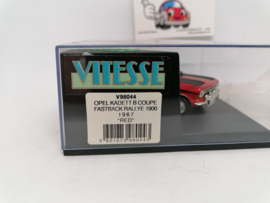 VITESSE
V98044
OPEL KADETT B COUPE
FASTBACK RALLYE 1900
1967
"RED"